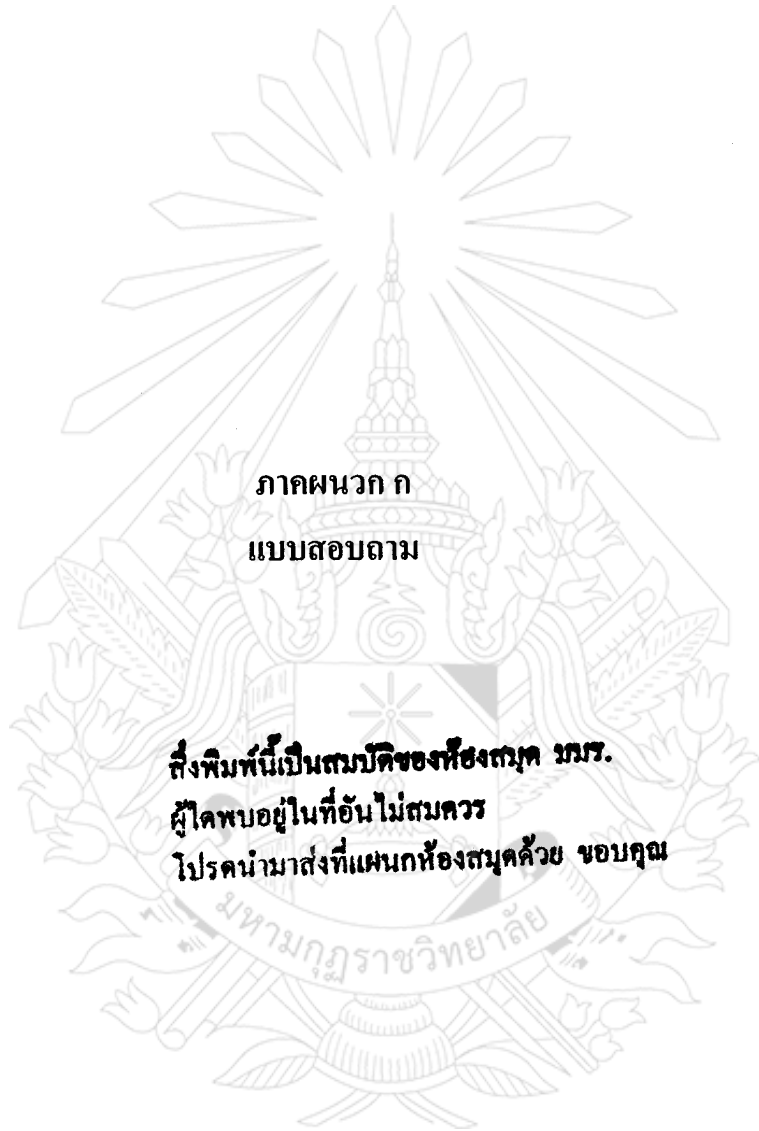 ภาคผนวก ก
แบบสอบถาม
สิ่งพิมพ์นี้เป็นสมบัติของห้องสมุด มมร.
ผู้ใดพบอยู่ในที่อันไม่สมควร
โปรดนำมาส่งที่แผนกห้องสมุดด้วย ขอบคุณ
มหามกุฏราชวิทยาลัย